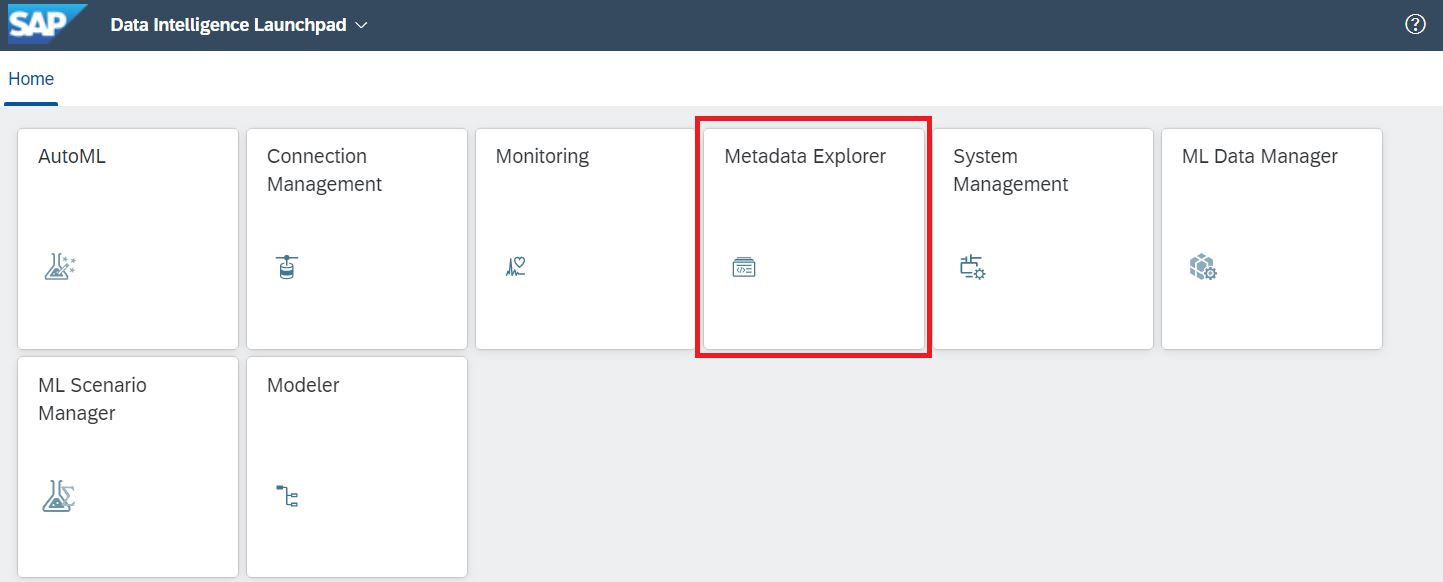 SAP Data Intelligence Launchpad
Home
AutoML
Connection
Management
Monitoring
Metadata Explorer
System
Management
ML Data Manager
ML Scenario
Manager
Modeler